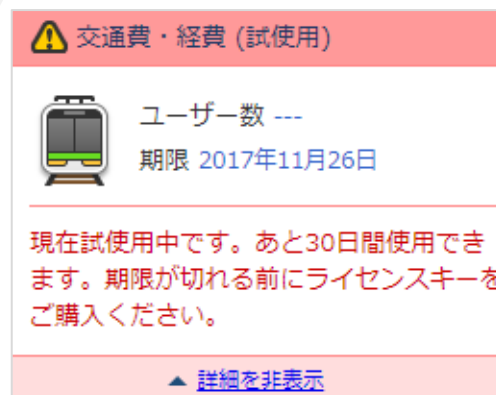 交通費・経費 (試使用)
ユーザー数 ---
期限 2017年11月26日
現在試使用中です。あと30日間使用でき
ます。期限が切れる前にライセンスキーを
ご購入ください。
▲ 詳細を非表示